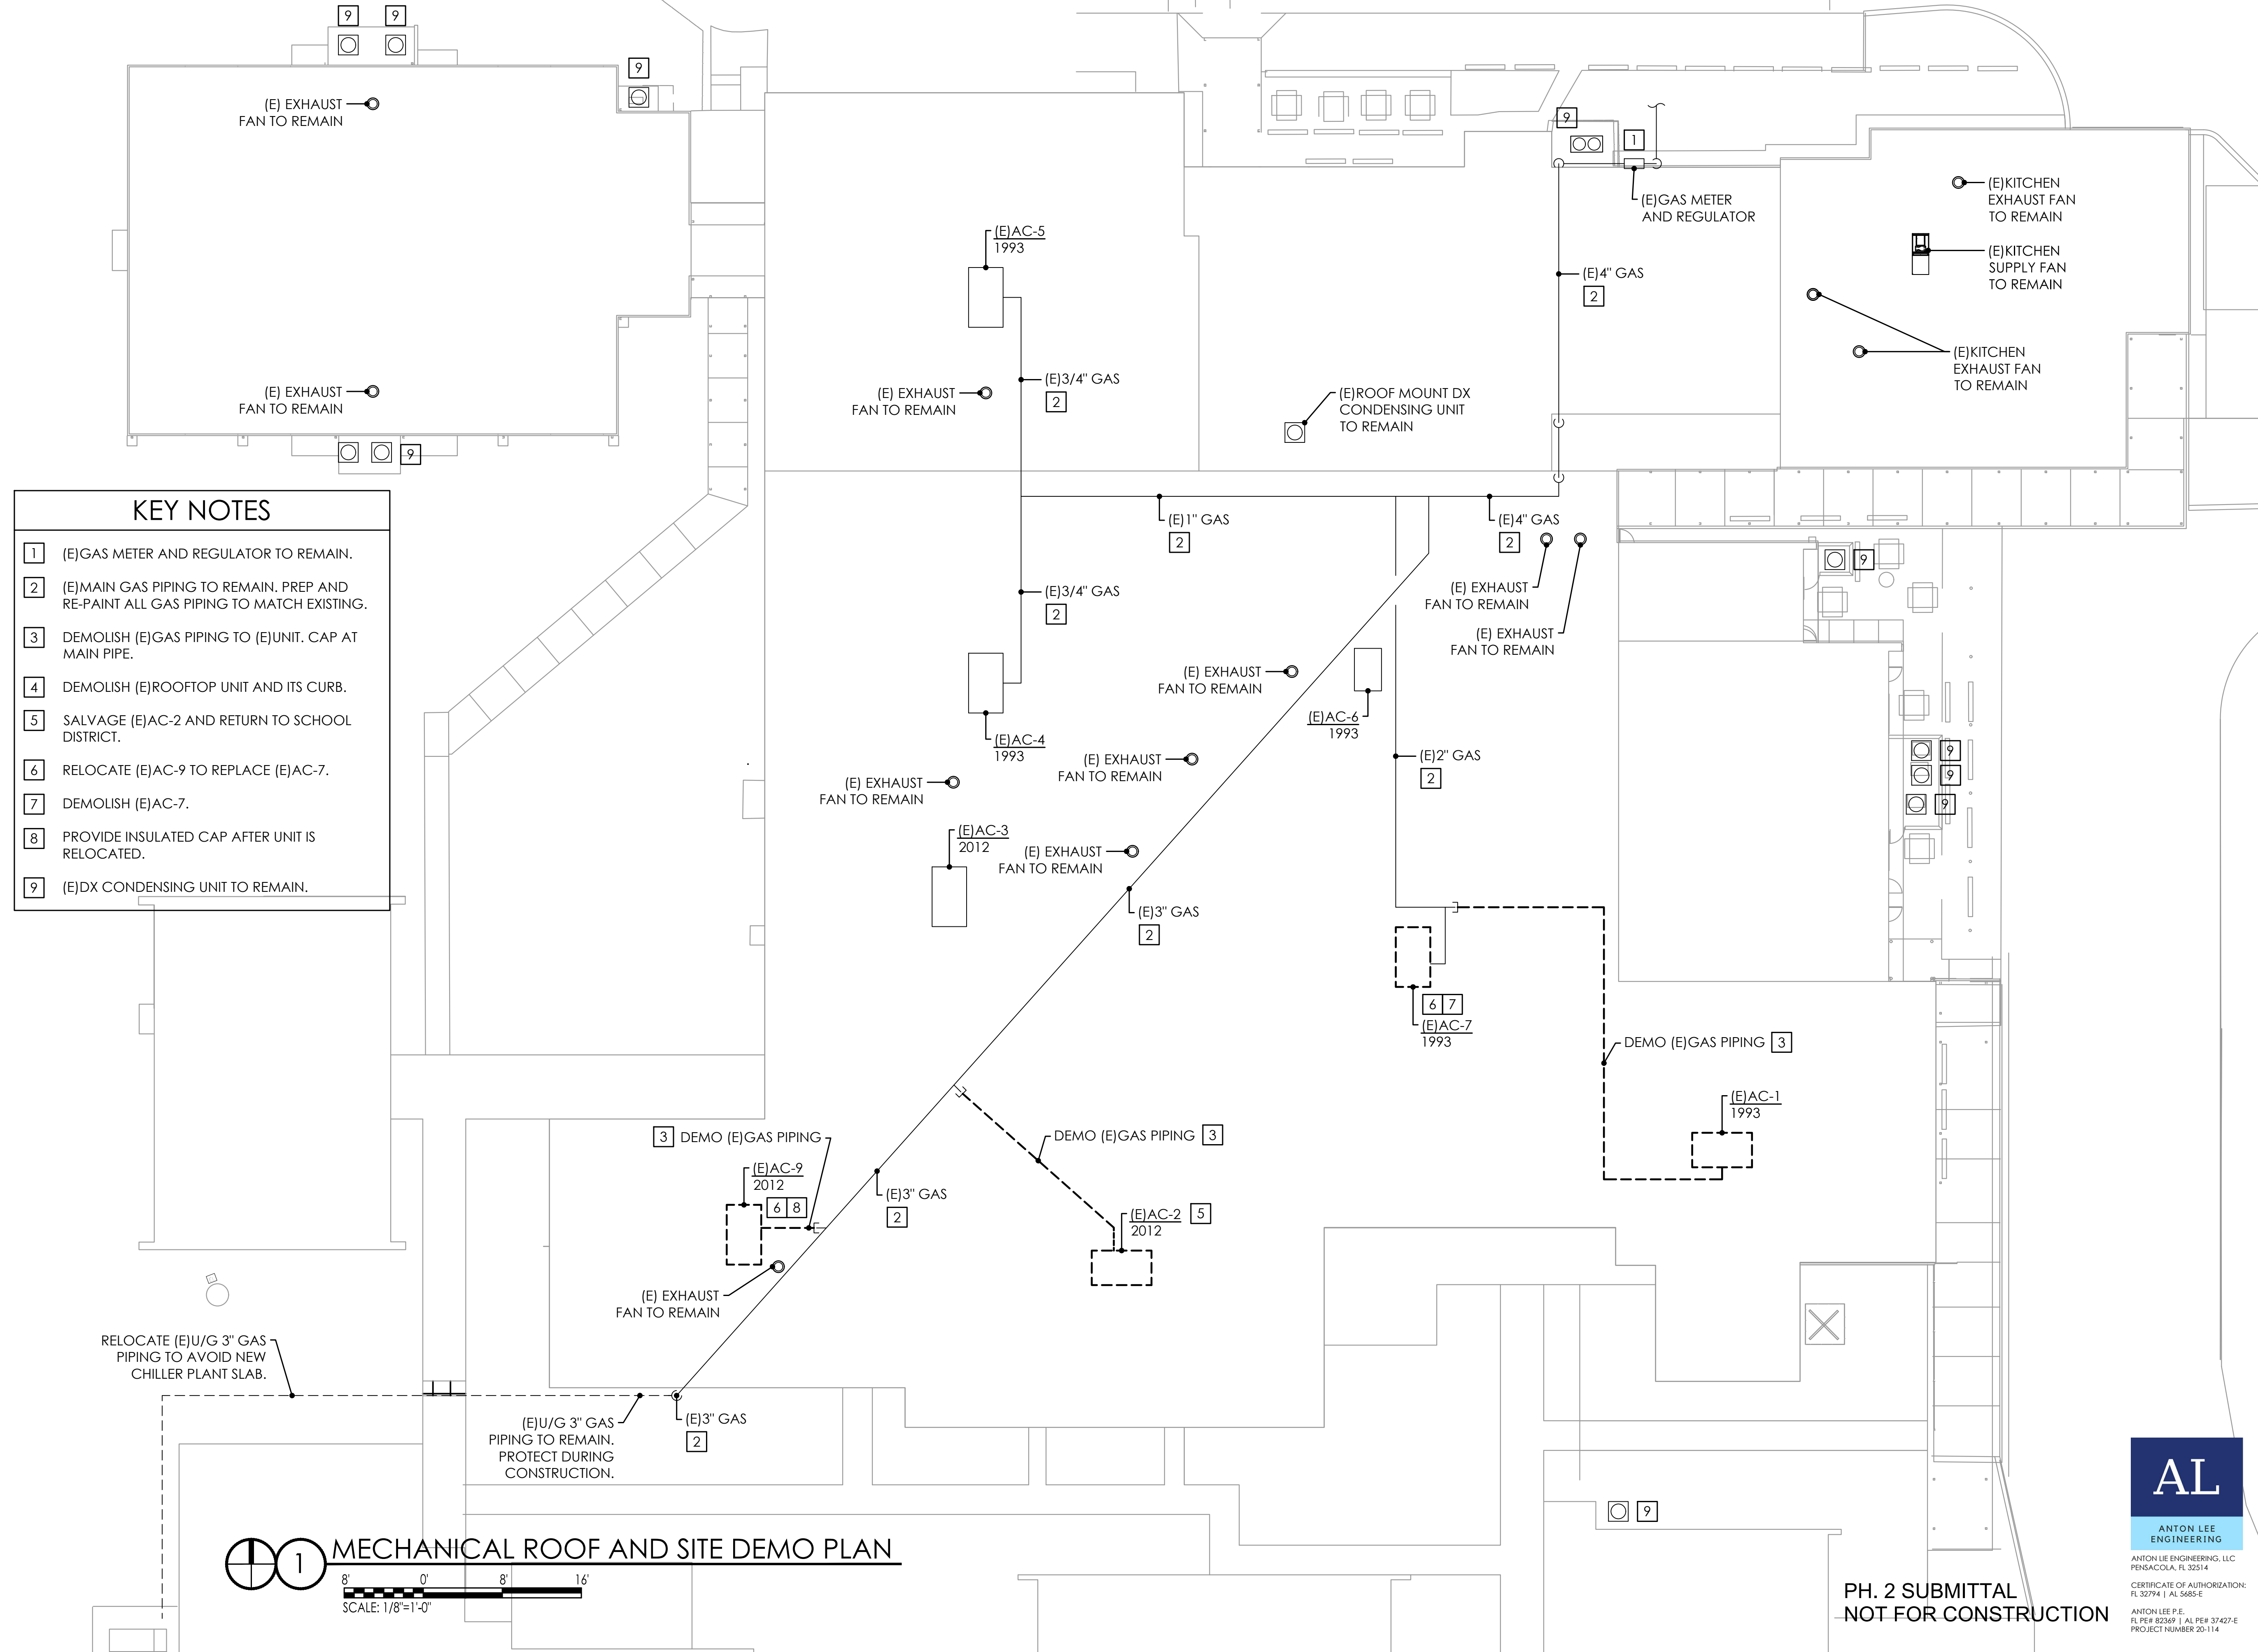 9
9
9
(E) EXHAUST
FAN TO REMAIN
(E) EXHAUST
FAN TO REMAIN
9
(E)AC-5
1993
(E)3/4" GAS
2
(E) EXHAUST
FAN TO REMAIN
(E)ROOF MOUNT DX
CONDENSING UNIT
TO REMAIN
9
1
(E)GAS METER
AND REGULATOR
(E)4" GAS
2
(E)KITCHEN
EXHAUST FAN
TO REMAIN
(E)KITCHEN
SUPPLY FAN
TO REMAIN
(E)KITCHEN
EXHAUST FAN
TO REMAIN
KEY NOTES
1 (E)GAS METER AND REGULATOR TO REMAIN.
2 (E)MAIN GAS PIPING TO REMAIN. PREP AND
RE-PAINT ALL GAS PIPING TO MATCH EXISTING.
3 DEMOLISH (E)GAS PIPING TO (E)UNIT. CAP AT
MAIN PIPE.
4 DEMOLISH (E)ROOFTOP UNIT AND ITS CURB.
5 SALVAGE (E)AC-2 AND RETURN TO SCHOOL
DISTRICT.
6 RELOCATE (E)AC-9 TO REPLACE (E)AC-7.
7 DEMOLISH (E)AC-7.
8 PROVIDE INSULATED CAP AFTER UNIT IS
RELOCATED.
9 (E)DX CONDENSING UNIT TO REMAIN.
(E)1" GAS
2
(E)4" GAS
2
(E) EXHAUST
FAN TO REMAIN
(E) EXHAUST
FAN TO REMAIN
9
(E)3/4" GAS
2
(E) EXHAUST
FAN TO REMAIN
(E)AC-6
1993
(E)AC-4
1993
(E) EXHAUST
FAN TO REMAIN
(E)2" GAS
2
9
9
9
(E) EXHAUST
FAN TO REMAIN
(E)AC-3
2012
(E) EXHAUST
FAN TO REMAIN
(E)3" GAS
2
6 7
(E)AC-7
1993
DEMO (E)GAS PIPING 3
(E)AC-1
1993
3 DEMO (E)GAS PIPING
DEMO (E)GAS PIPING 3
(E)AC-9
2012
6 8
(E)3" GAS
2
(E)AC-2 5
2012
(E) EXHAUST
FAN TO REMAIN
RELOCATE (E)U/G 3" GAS
PIPING TO AVOID NEW
CHILLER PLANT SLAB.
(E)U/G 3" GAS
PIPING TO REMAIN.
PROTECT DURING
CONSTRUCTION.
(E)3" GAS
2
9
1 MECHANICAL ROOF AND SITE DEMO PLAN
8' 0' 8' 16'
SCALE: 1/8"=1'-0"
PH. 2 SUBMITTAL
NOT FOR CONSTRUCTION
AL
ANTON LEE
ENGINEERING
ANTON LIE ENGINEERING, LLC
PENSACOLA, FL 32514
CERTIFICATE OF AUTHORIZATION:
FL 32794 | AL 5685-E
ANTON LEE P.E.
FL PE# 82369 | AL PE# 37427-E
PROJECT NUMBER 20-114